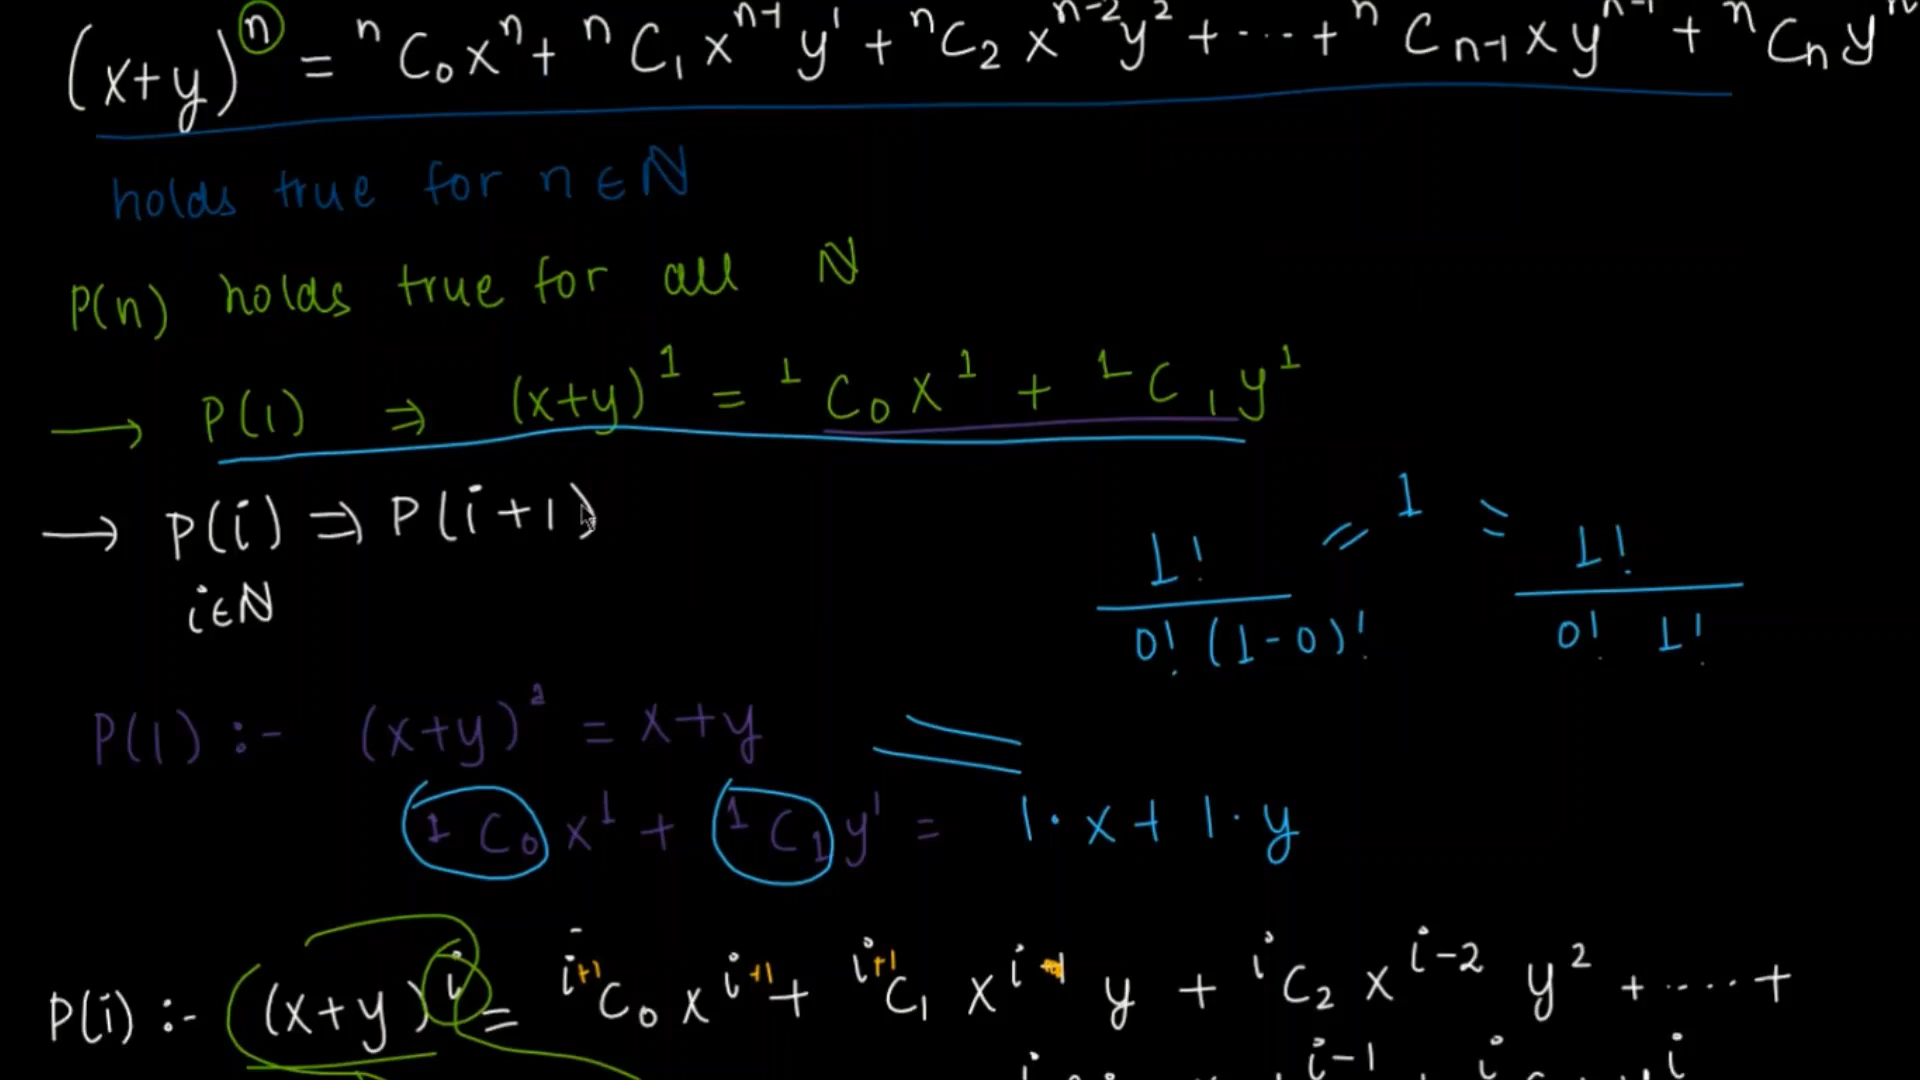 (x+y)ⁿ = ⁿC₀xⁿ + ⁿC₁xⁿ⁻¹y¹ + ⁿC₂xⁿ⁻²y² + ···· + ⁿCₙ₋₁xyⁿ⁻¹ + ⁿCₙyⁿ
holds true for n∈ℕ
P(n) holds true for all ℕ
→ P(1) ⇒ (x+y)¹ = ¹C₀x¹ + ¹C₁y¹
→ P(i) ⇒ P(i+1)
i∈ℕ
1!/0!(1-0)! = 1 = 1!/0! 1!
P(1) :- (x+y)¹ = x+y
¹C₀x¹ + ¹C₁y¹ = 1·x + 1·y
P(i) :- (x+y)ⁱ = ⁱ⁺¹C₀xⁱ⁺¹ + ⁱ⁺¹C₁xⁱ y + ⁱC₂xⁱ⁻²y² + ····· +